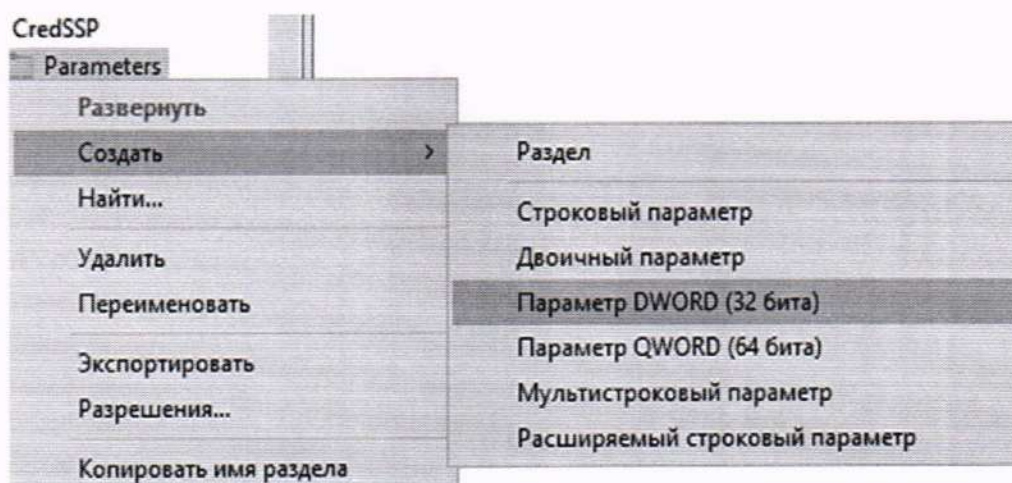 CredSSP
Parameters
Развернуть
Создать
Найти...
Удалить
Переименовать
Экспортировать
Разрешения...
Копировать имя раздела
Раздел
Строковый параметр
Двоичный параметр
Параметр DWORD (32 бита)
Параметр QWORD (64 бита)
Мультистроковый параметр
Расширяемый строковый параметр